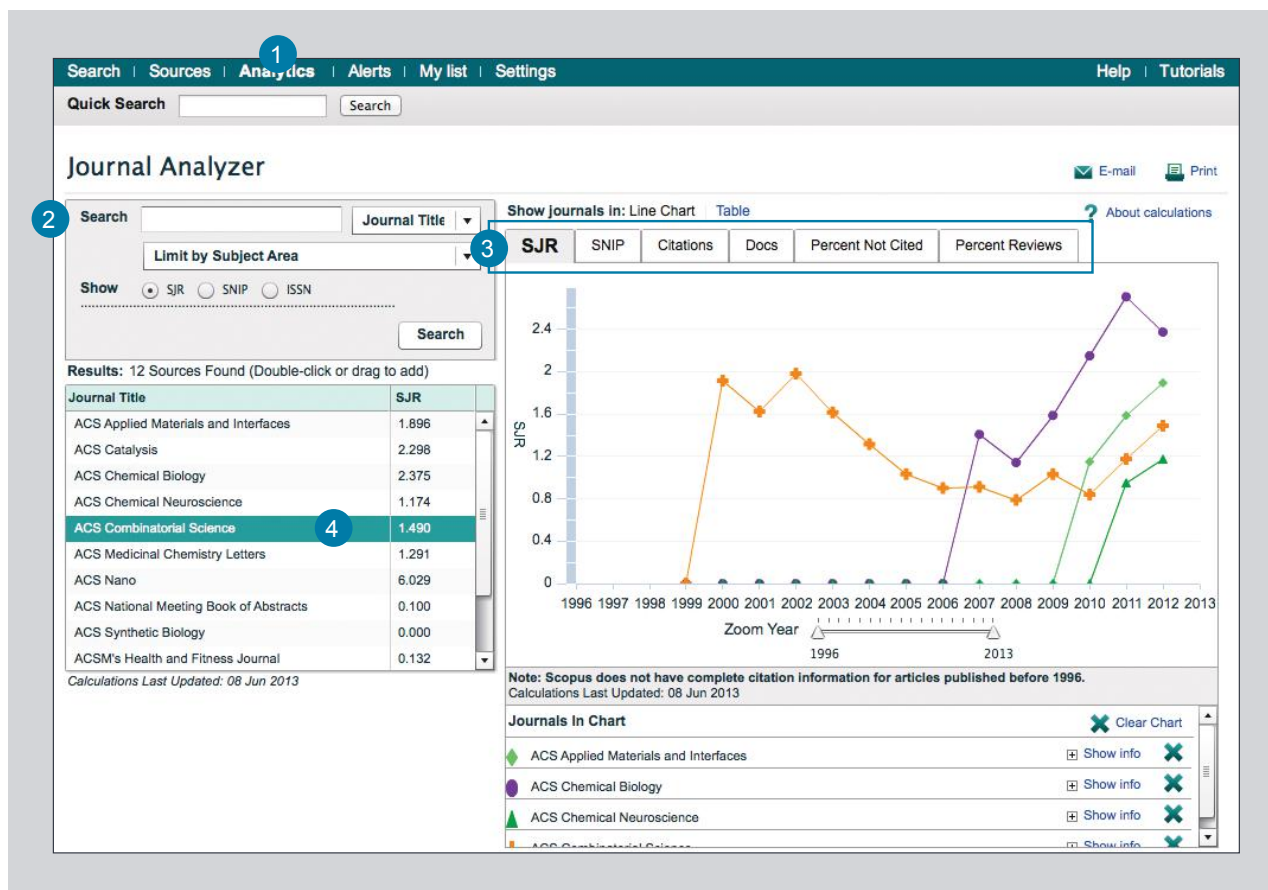 1
Search | Sources | Analytics | Alerts | My list | Settings
Help | Tutorials
Quick Search
Search
Journal Analyzer
E-mail
Print
2
Search
Journal Title
Limit by Subject Area
Show SJR SNIP ISSN
Search
Results: 12 Sources Found (Double-click or drag to add)
Journal Title SJR
ACS Applied Materials and Interfaces 1.896
ACS Catalysis 2.298
ACS Chemical Biology 2.375
ACS Chemical Neuroscience 1.174
ACS Combinatorial Science 4 1.490
ACS Medicinal Chemistry Letters 1.291
ACS Nano 6.029
ACS National Meeting Book of Abstracts 0.100
ACS Synthetic Biology 0.000
ACSM's Health and Fitness Journal 0.132
Calculations Last Updated: 08 Jun 2013
Show journals in: Line Chart | Table
? About calculations
3
SJR SNIP Citations Docs Percent Not Cited Percent Reviews
2.4
2
1.6
SJR
1.2
0.8
0.4
0
1996 1997 1998 1999 2000 2001 2002 2003 2004 2005 2006 2007 2008 2009 2010 2011 2012 2013
Zoom Year
1996 2013
Note: Scopus does not have complete citation information for articles published before 1996.
Calculations Last Updated: 08 Jun 2013
Journals In Chart
Clear Chart
ACS Applied Materials and Interfaces Show info
ACS Chemical Biology Show info
ACS Chemical Neuroscience Show info
ACS Combinatorial Science Show info